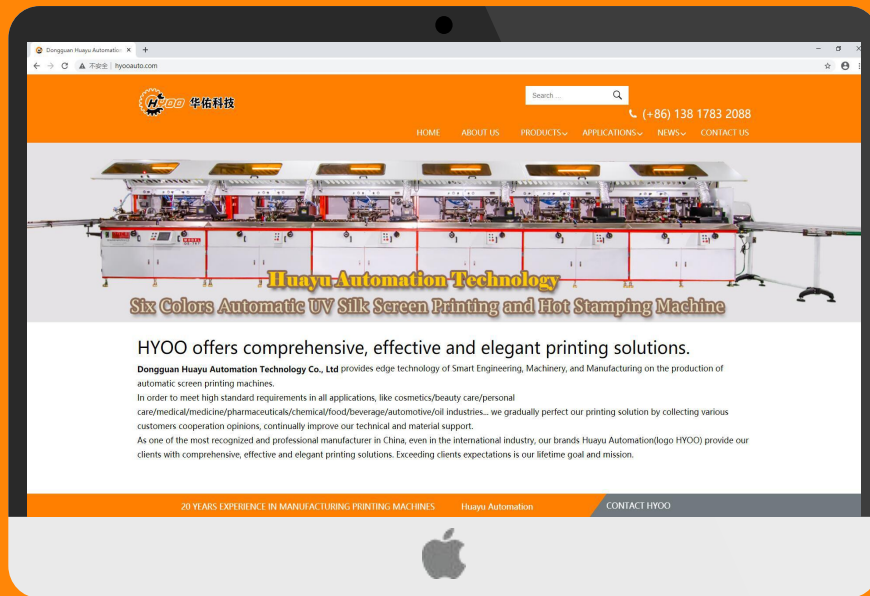 Dongguan Huayu Automation
不安全 | hyooauto.com
HYOO 华佑科技
Search ...
(+86) 138 1783 2088
HOME ABOUT US PRODUCTS APPLICATIONS NEWS CONTACT US
Huayu Automation Technology
Six Colors Automatic UV Silk Screen Printing and Hot Stamping Machine
HYOO offers comprehensive, effective and elegant printing solutions.
Dongguan Huayu Automation Technology Co., Ltd provides edge technology of Smart Engineering, Machinery, and Manufacturing on the production of
automatic screen printing machines.
In order to meet high standard requirements in all applications, like cosmetics/beauty care/personal
care/medical/medicine/pharmaceuticals/chemical/food/beverage/automotive/oil industries... we gradually perfect our printing solution by collecting various
customers cooperation opinions, continually improve our technical and material support.
As one of the most recognized and professional manufacturer in China, even in the international industry, our brands Huayu Automation(logo HYOO) provide our
clients with comprehensive, effective and elegant printing solutions. Exceeding clients expectations is our lifetime goal and mission.
20 YEARS EXPERIENCE IN MANUFACTURING PRINTING MACHINES Huayu Automation CONTACT HYOO